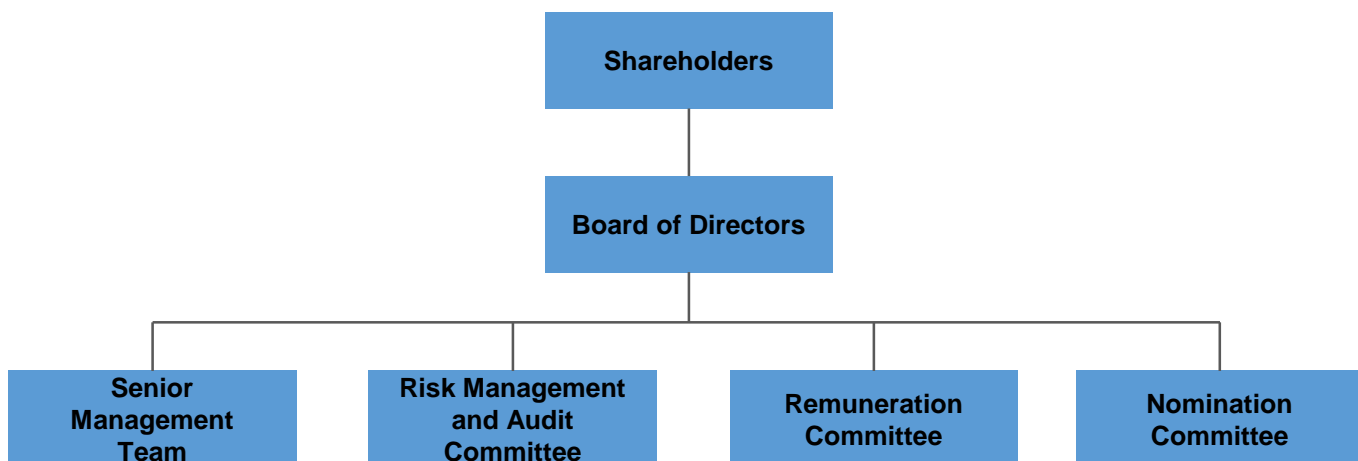 Shareholders
Board of Directors
Senior
Management
Team
Risk Management
and Audit
Committee
Remuneration
Committee
Nomination
Committee